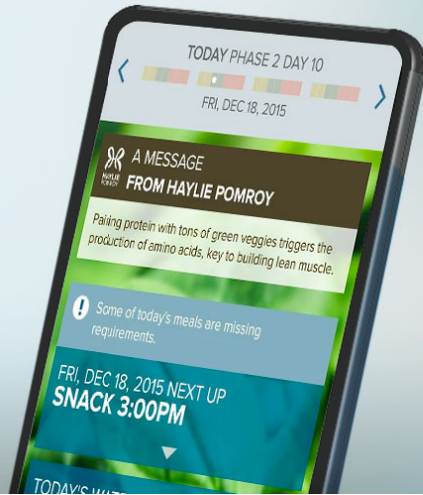 TODAY PHASE 2 DAY 10
FRI, DEC 18, 2015
HAYLIE
POMROY
A MESSAGE
FROM HAYLIE POMROY
Pairing protein with tons of green veggies triggers the
production of amino acids, key to building lean muscle.
! Some of today's meals are missing
requirements.
FRI, DEC 18, 2015 NEXT UP
SNACK 3:00PM
TODAY'S